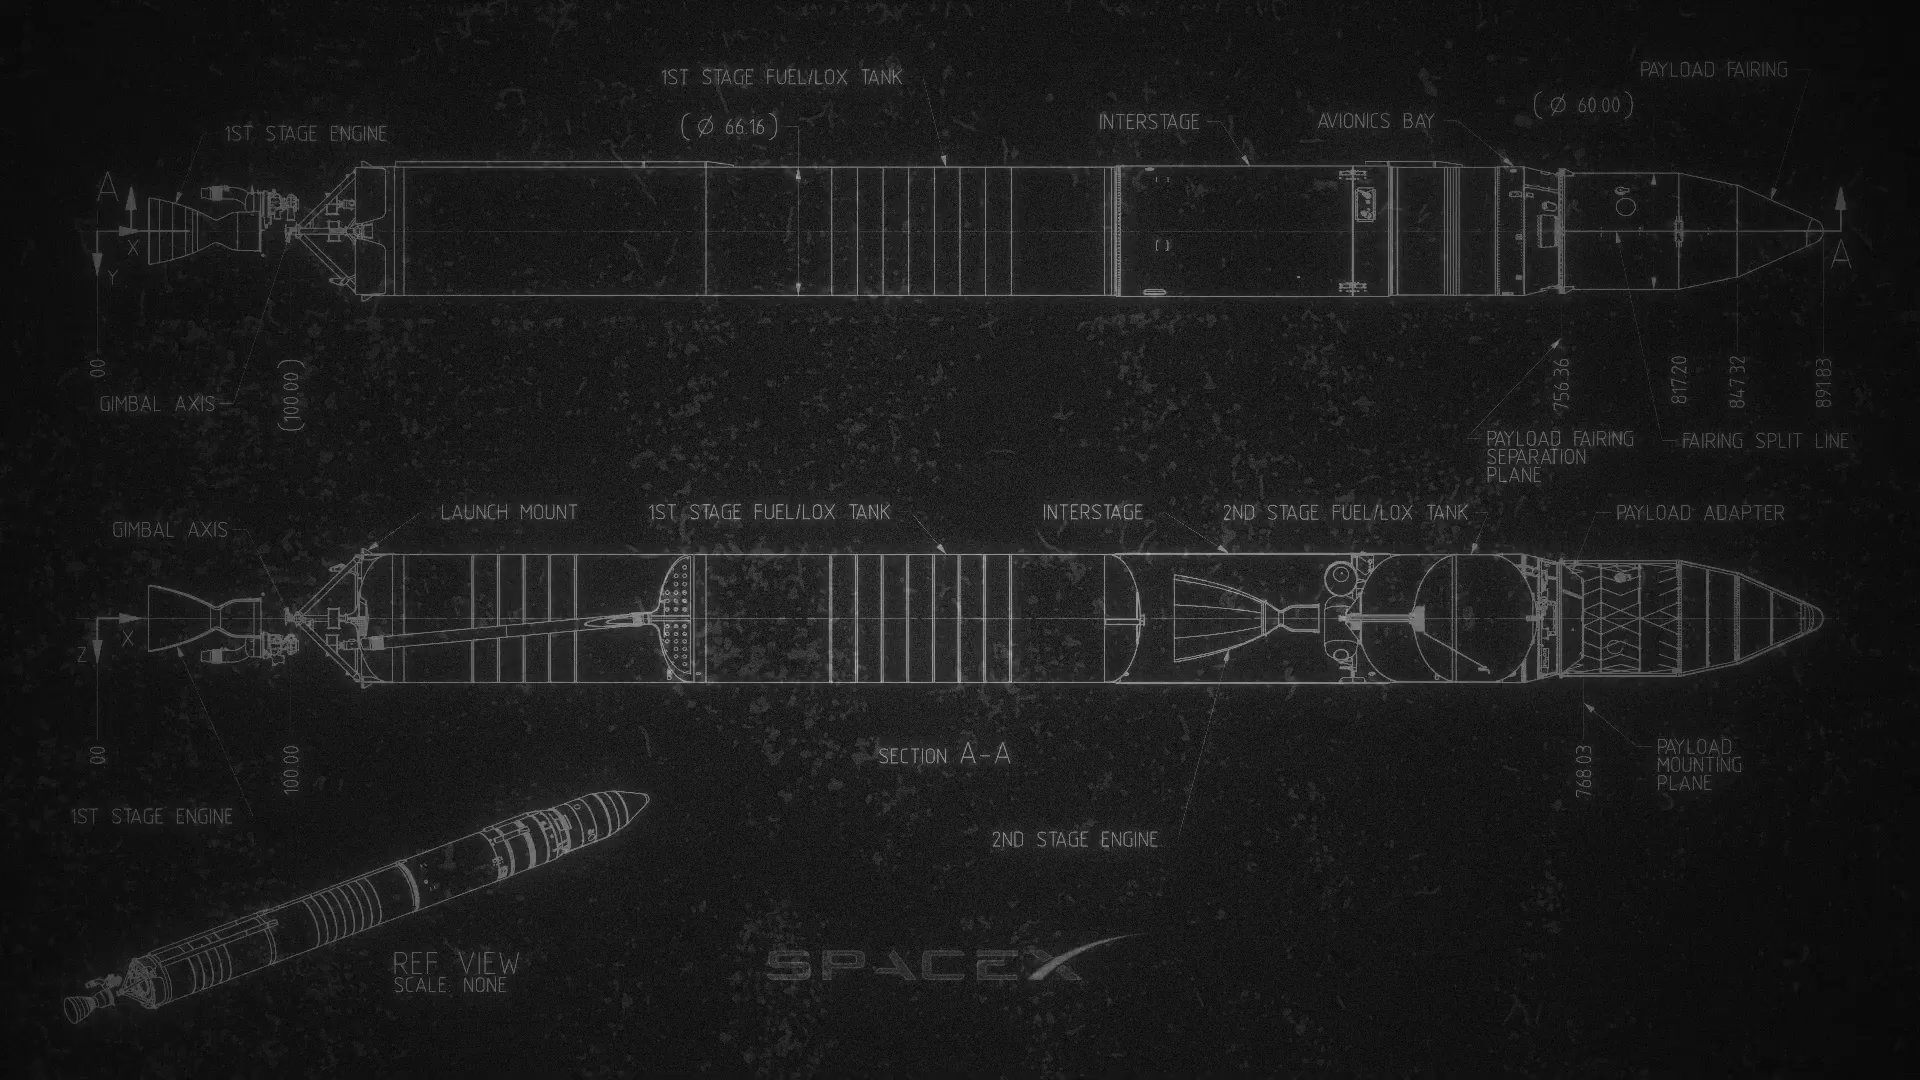 1ST STAGE FUEL/LOX TANK
PAYLOAD FAIRING
(Ø 60.00)
(Ø 66.16)
INTERSTAGE
AVIONICS BAY
1ST STAGE ENGINE
A
X
Y
A
.00
GIMBAL AXIS
(100.00)
756.36
817.20
847.32
891.83
PAYLOAD FAIRING
SEPARATION
PLANE
FAIRING SPLIT LINE
GIMBAL AXIS
LAUNCH MOUNT
1ST STAGE FUEL/LOX TANK
INTERSTAGE
2ND STAGE FUEL/LOX TANK
PAYLOAD ADAPTER
X
Z
.00
100.00
SECTION A-A
768.03
PAYLOAD
MOUNTING
PLANE
1ST STAGE ENGINE
2ND STAGE ENGINE
REF VIEW
SCALE NONE
SPACEX